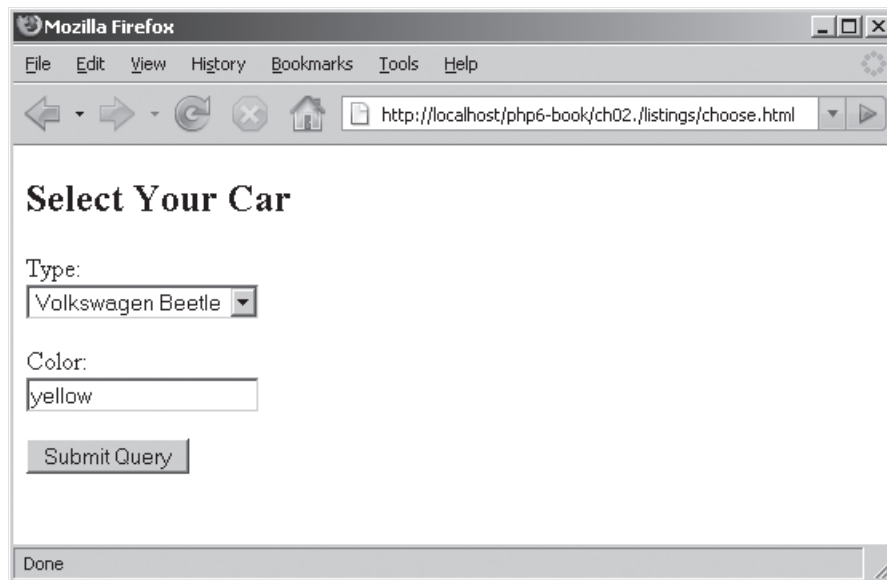 Mozilla Firefox
File Edit View History Bookmarks Tools Help
http://localhost/php6-book/ch02./listings/choose.html
Select Your Car
Type:
Volkswagen Beetle
Color:
yellow
Submit Query
Done